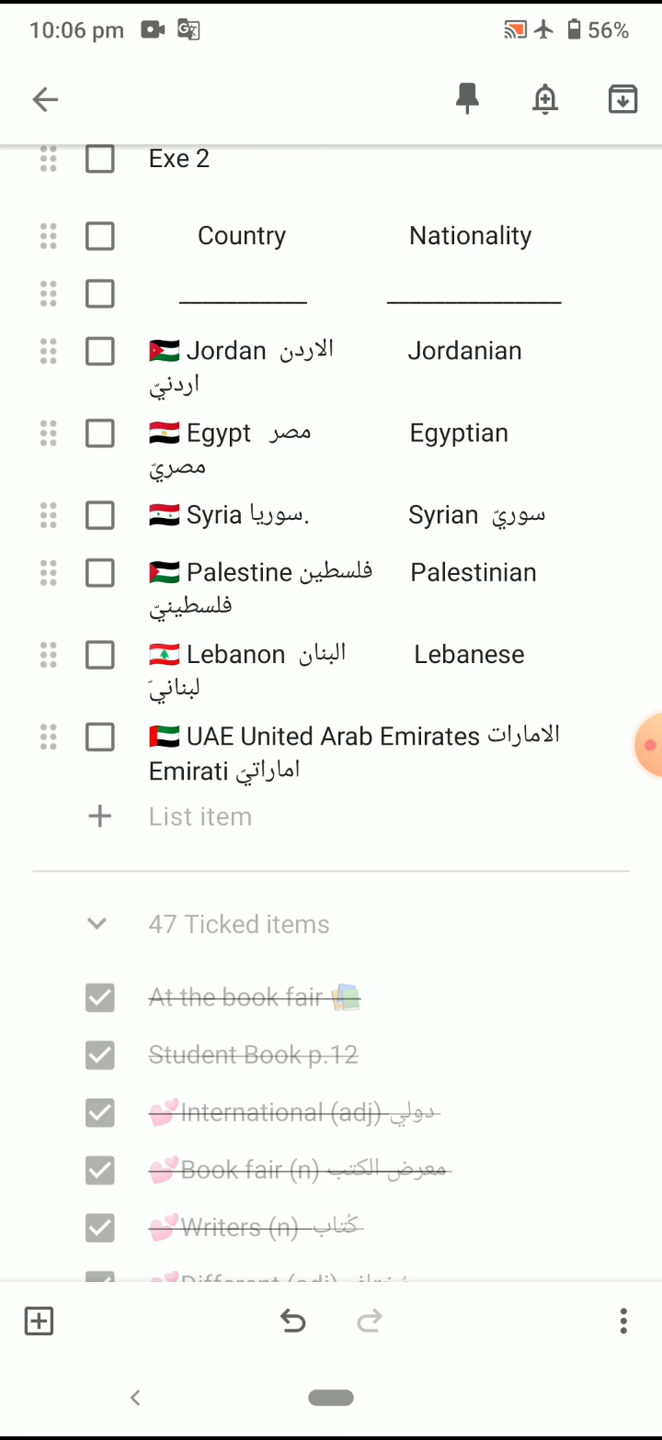 10:06 pm 56%
Exe 2
Country Nationality
___________ _______________
🇯🇴 Jordan الاردن Jordanian
اردنيّ
🇪🇬 Egypt مصر Egyptian
مصريّ
🇸🇾 Syria سوريا. Syrian سوريّ
🇵🇸 Palestine فلسطين Palestinian
فلسطينيّ
🇱🇧 Lebanon البنان Lebanese
لبنانيّ
🇦🇪 UAE United Arab Emirates الامارات
Emirati اماراتيّ
List item
47 Ticked items
At the book fair
Student Book p.12
💕International (adj) دولي
💕Book fair (n) معرض الكتب
💕Writers (n) كُتاب
💕Different (adj)